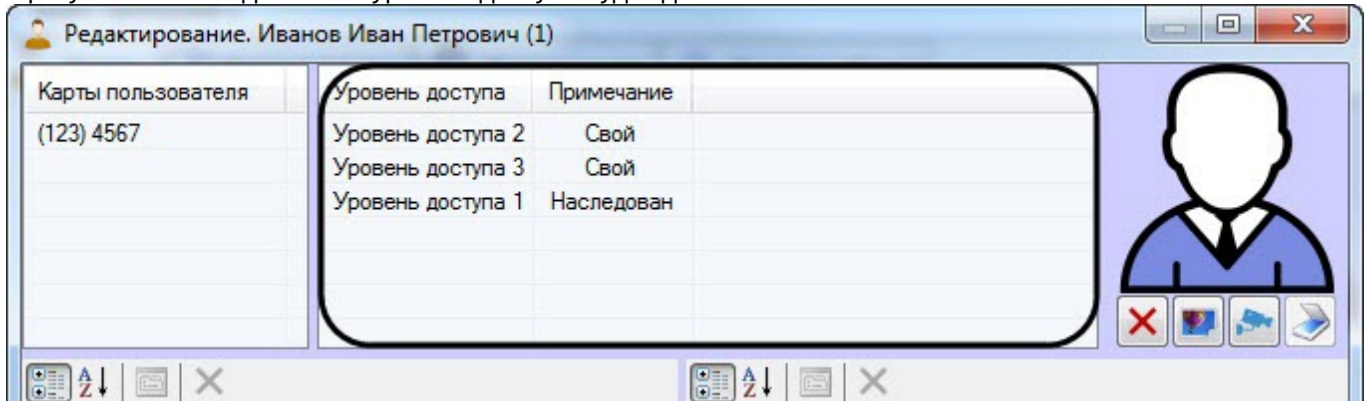 Редактирование. Иванов Иван Петрович (1)
Карты пользователя
(123) 4567
Уровень доступа Примечание
Уровень доступа 2 Свой
Уровень доступа 3 Свой
Уровень доступа 1 Наследован